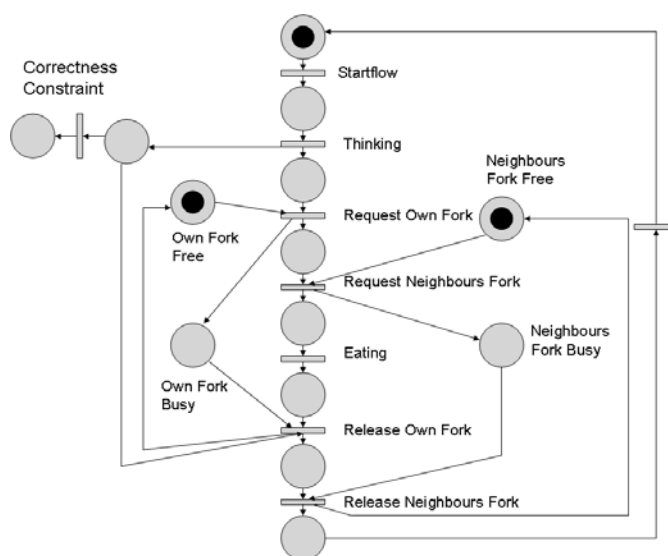 Startflow
Correctness
Constraint
Thinking
Neighbours
Fork Free
Request Own Fork
Own Fork
Free
Request Neighbours Fork
Neighbours
Fork Busy
Eating
Own Fork
Busy
Release Own Fork
Release Neighbours Fork